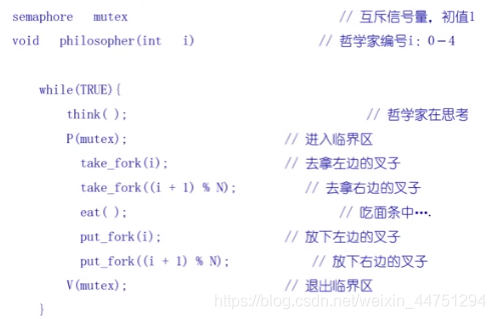 semaphore mutex // 互斥信号量，初值1
void philosopher(int i) // 哲学家编号i：0－4
while(TRUE){
think( ); // 哲学家在思考
P(mutex); // 进入临界区
take_fork(i); // 去拿左边的叉子
take_fork((i + 1) % N); // 去拿右边的叉子
eat( ); // 吃面条中….
put_fork(i); // 放下左边的叉子
put_fork((i + 1) % N); // 放下右边的叉子
V(mutex); // 退出临界区
}
https://blog.csdn.net/weixin_44751294